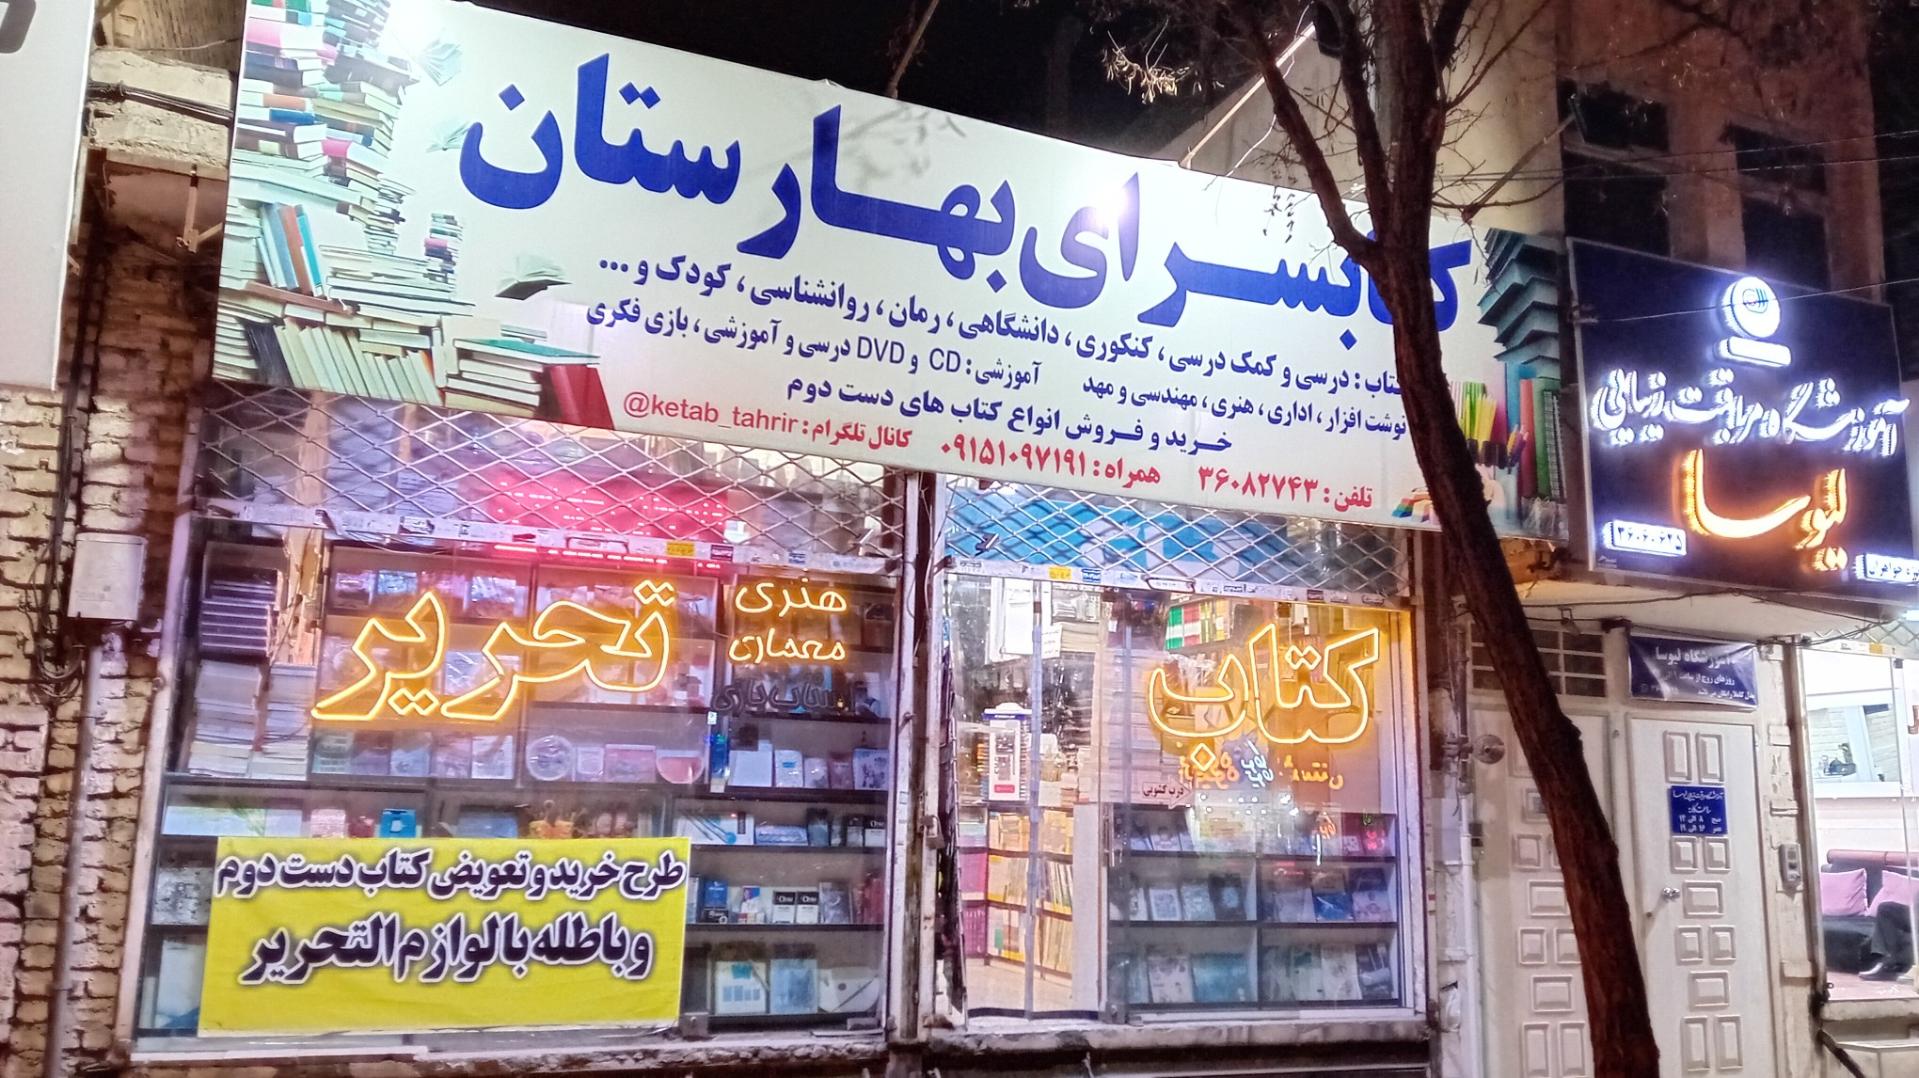 کتابسرای بهارستان
کتاب : درسی و کمک درسی ، کنکوری ، دانشگاهی ، رمان ، روانشناسی ، کودک و ...
نوشت افزار ، اداری ، هنری ، مهندسی و مهد آموزشی : CD و DVD درسی و آموزشی ، بازی فکری
خرید و فروش انواع کتاب های دست دوم
تلفن : ۳۶۰۸۲۷۴۳ همراه : ۰۹۱۵۱۰۹۷۱۹۱ کانال تلگرام : @ketab_tahrir
آموزشگاه مراقبت زیبایی
لیوسا
۳۶۰۶۰۶۲۵
کتاب
هنری
معماری
تحریر
درب کشویی
طرح خرید و تعویض کتاب دست دوم
و باطله با لوازم التحریر
آموزشگاه لیوسا